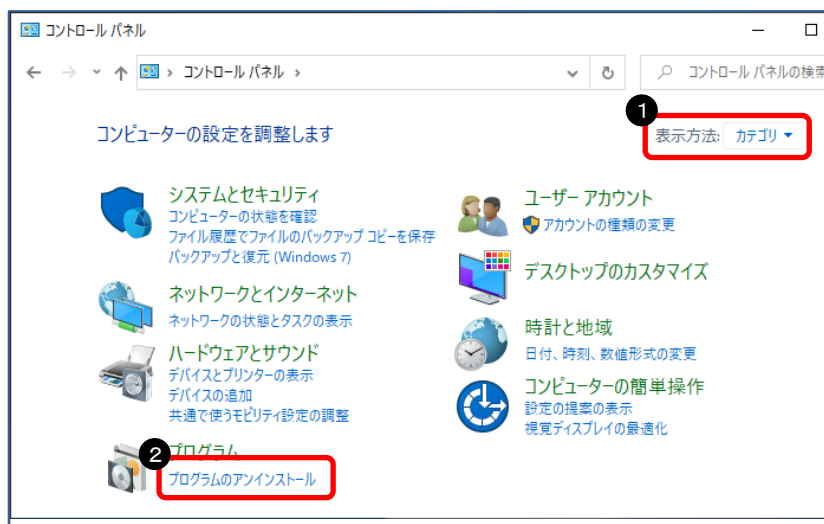 コントロール パネル
コントロール パネル
コントロール パネルの検索
1
コンピューターの設定を調整します
表示方法: カテゴリ
システムとセキュリティ
コンピューターの状態を確認
ファイル履歴でファイルのバックアップ コピーを保存
バックアップと復元 (Windows 7)
ネットワークとインターネット
ネットワークの状態とタスクの表示
ハードウェアとサウンド
デバイスとプリンターの表示
デバイスの追加
共通で使うモビリティ設定の調整
2
プログラム
プログラムのアンインストール
ユーザー アカウント
アカウントの種類の変更
デスクトップのカスタマイズ
時計と地域
日付、時刻、数値形式の変更
コンピューターの簡単操作
設定の提案の表示
視覚ディスプレイの最適化